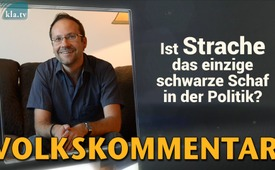 kla.tv
Ist Strache
das einzige
schwarze Schaf
in der Politik?
VOLKSKOMMENTAR